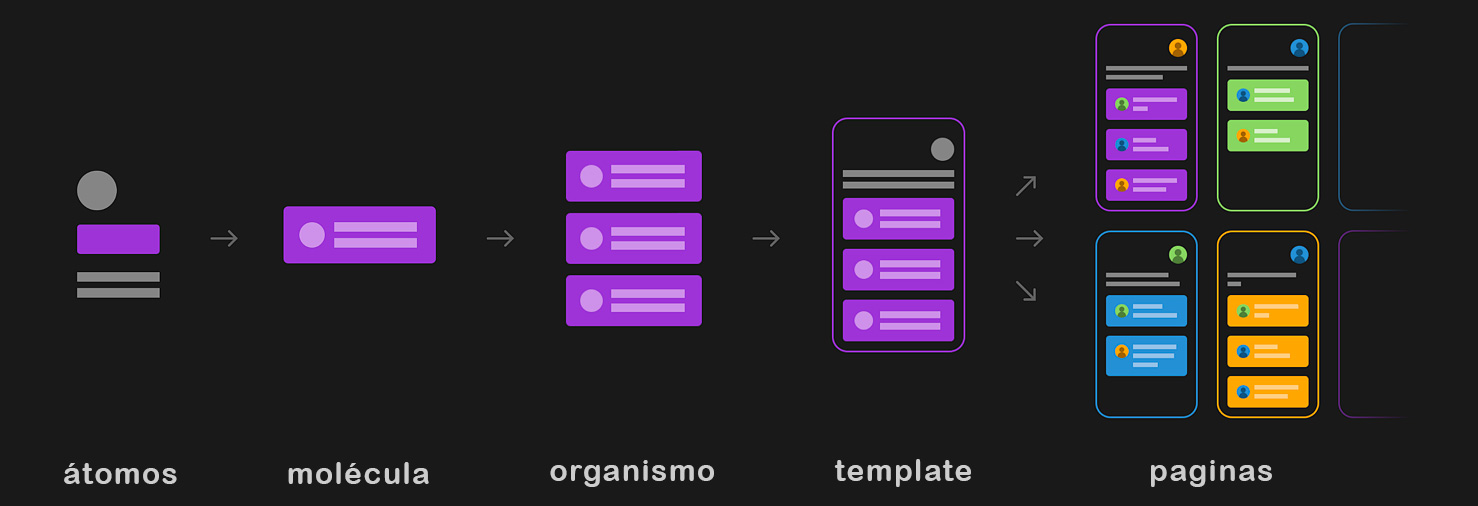 átomos
molécula
organismo
template
paginas